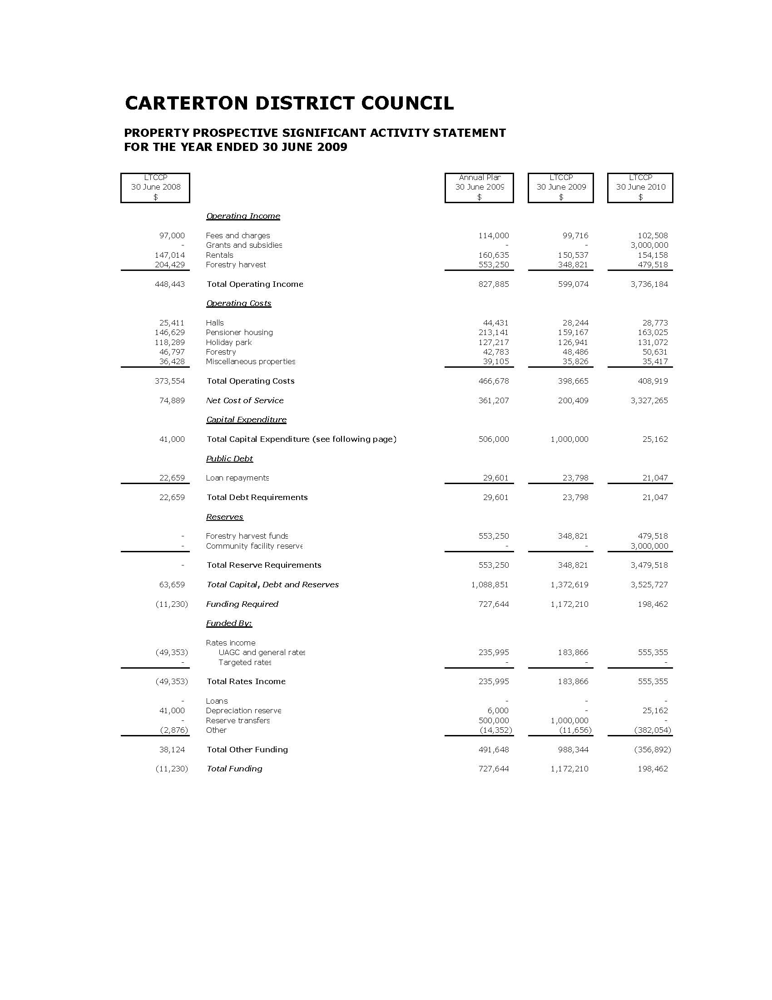 CARTERTON DISTRICT COUNCIL
PROPERTY PROSPECTIVE SIGNIFICANT ACTIVITY STATEMENT
FOR THE YEAR ENDED 30 JUNE 2009
LTCCP Annual Plan LTCCP LTCCP
30 June 2008 30 June 2009 30 June 2009 30 June 2010
$ $ $ $
Operating Income
97,000 Fees and charges 114,000 99,716 102,508
- Grants and subsidies - - 3,000,000
147,014 Rentals 160,635 150,537 154,158
204,429 Forestry harvest 553,250 348,821 479,518
448,443 Total Operating Income 827,885 599,074 3,736,184
Operating Costs
25,411 Halls 44,431 28,244 28,773
146,629 Pensioner housing 213,141 159,167 163,025
118,289 Holiday park 127,217 126,941 131,072
46,797 Forestry 42,783 48,486 50,631
36,428 Miscellaneous properties 39,105 35,826 35,417
373,554 Total Operating Costs 466,678 398,665 408,919
74,889 Net Cost of Service 361,207 200,409 3,327,265
Capital Expenditure
41,000 Total Capital Expenditure (see following page) 506,000 1,000,000 25,162
Public Debt
22,659 Loan repayments 29,601 23,798 21,047
22,659 Total Debt Requirements 29,601 23,798 21,047
Reserves
- Forestry harvest funds 553,250 348,821 479,518
- Community facility reserve - - 3,000,000
- Total Reserve Requirements 553,250 348,821 3,479,518
63,659 Total Capital, Debt and Reserves 1,088,851 1,372,619 3,525,727
(11,230) Funding Required 727,644 1,172,210 198,462
Funded By:
Rates income
(49,353) UAGC and general rates 235,995 183,866 555,355
- Targeted rates - - -
(49,353) Total Rates Income 235,995 183,866 555,355
- Loans - - -
41,000 Depreciation reserve 6,000 - 25,162
- Reserve transfers 500,000 1,000,000 -
(2,876) Other (14,352) (11,656) (382,054)
38,124 Total Other Funding 491,648 988,344 (356,892)
(11,230) Total Funding 727,644 1,172,210 198,462